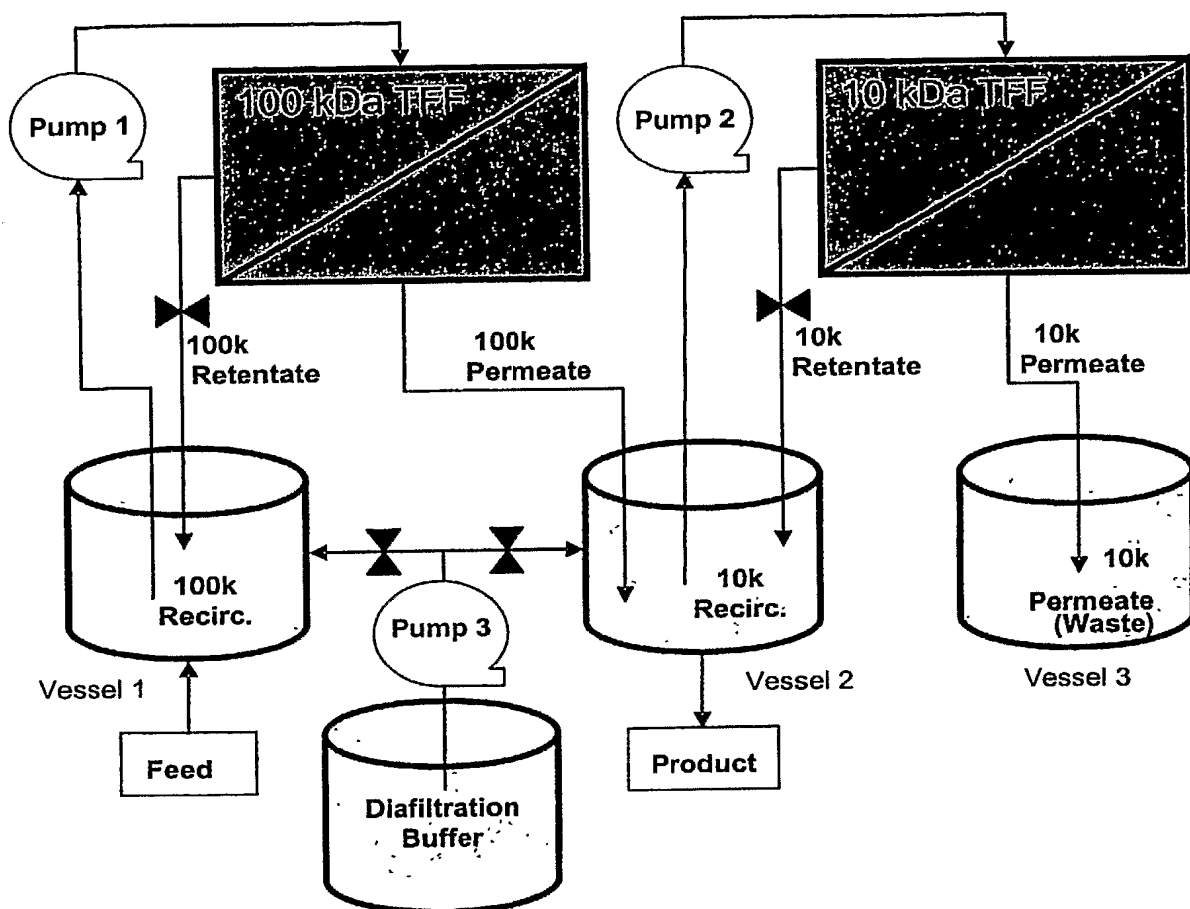 100 kDa TFF
10 kDa TFF
Pump 1
Pump 2
100k
Retentate
100k
Permeate
10k
Retentate
10k
Permeate
100k
Recirc.
10k
Recirc.
10k
Permeate
(Waste)
Pump 3
Vessel 1
Vessel 2
Vessel 3
Feed
Product
Diafiltration
Buffer